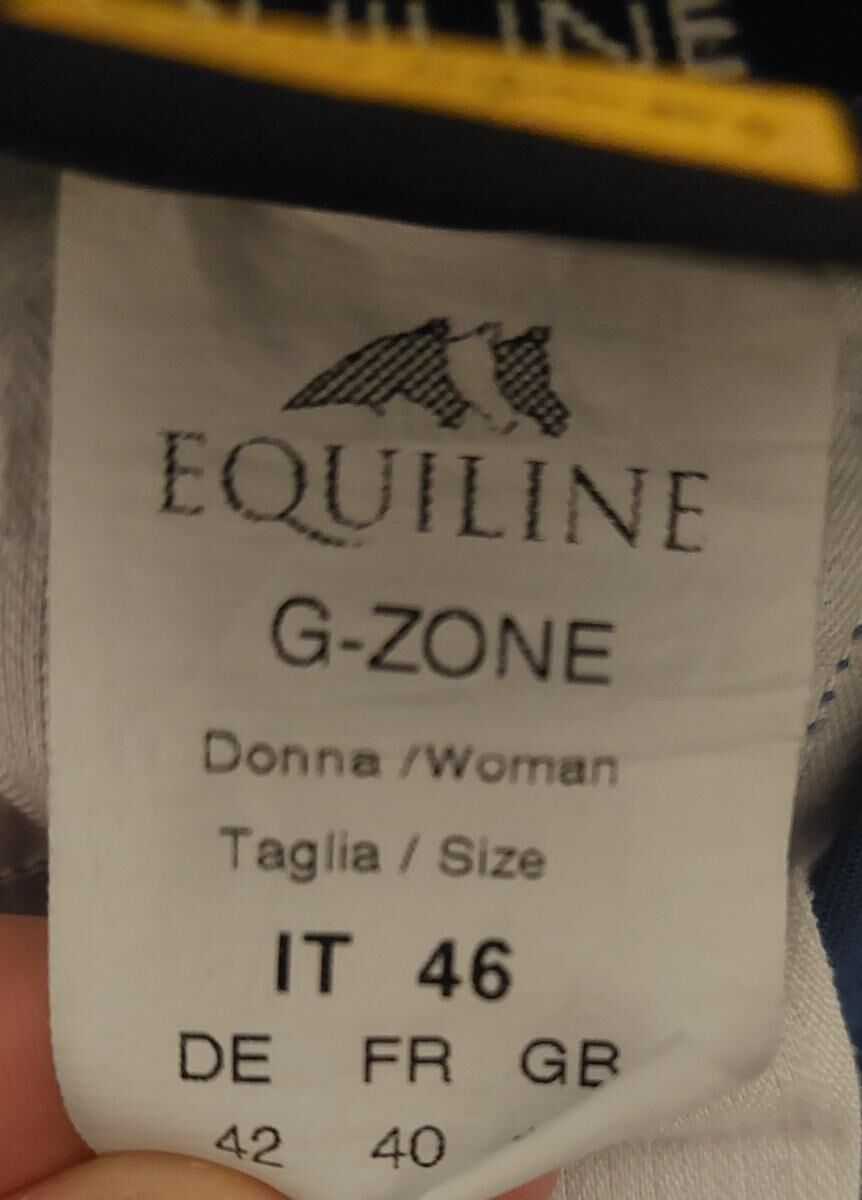 EQUILINE
G-ZONE
Donna /Woman
Taglia / Size
IT 46
DE FR GB
42 40